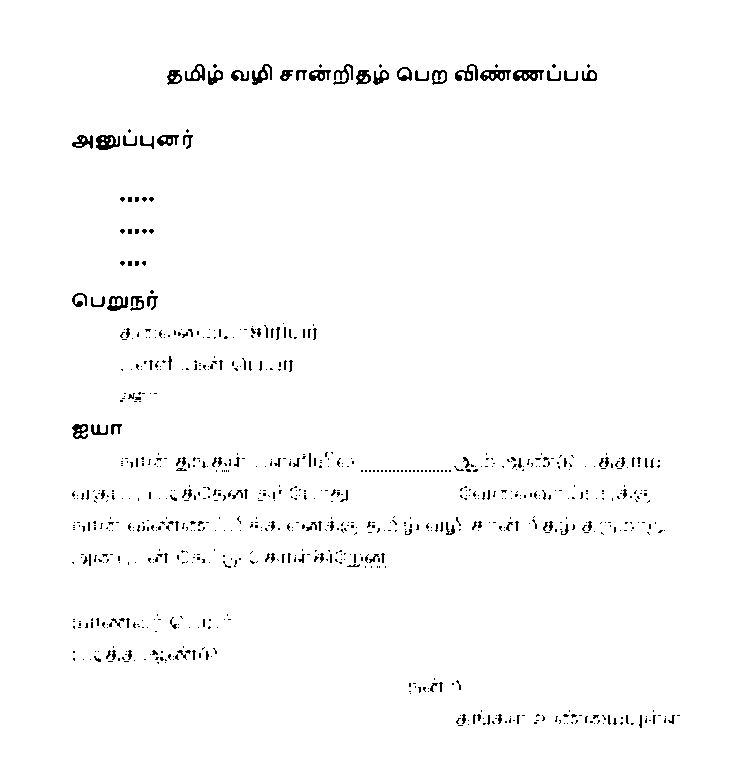 தமிழ் வழி சான்றிதழ் பெற விண்ணப்பம்
அனுப்புனர்
.....
.....
....
பெறுநர்
தலைமையாசிரியர்
பள்ளியின் பெயர்
ஊர்
ஐயா
நான் தங்கள் பள்ளியில் ................... ஆம் ஆண்டு பத்தாம்
வகுப்பு படித்தேன் தற்போது வேலைவாய்ப்புக்கு
நான் விண்ணப்பிக்க எனக்கு தமிழ் வழி சான்றிதழ் தருமாறு
அன்புடன் கேட்டு கொள்கிறேன்
மாணவர் பெயர்
படித்த ஆண்டு
நன்றி
தங்கள் உண்மையுள்ள